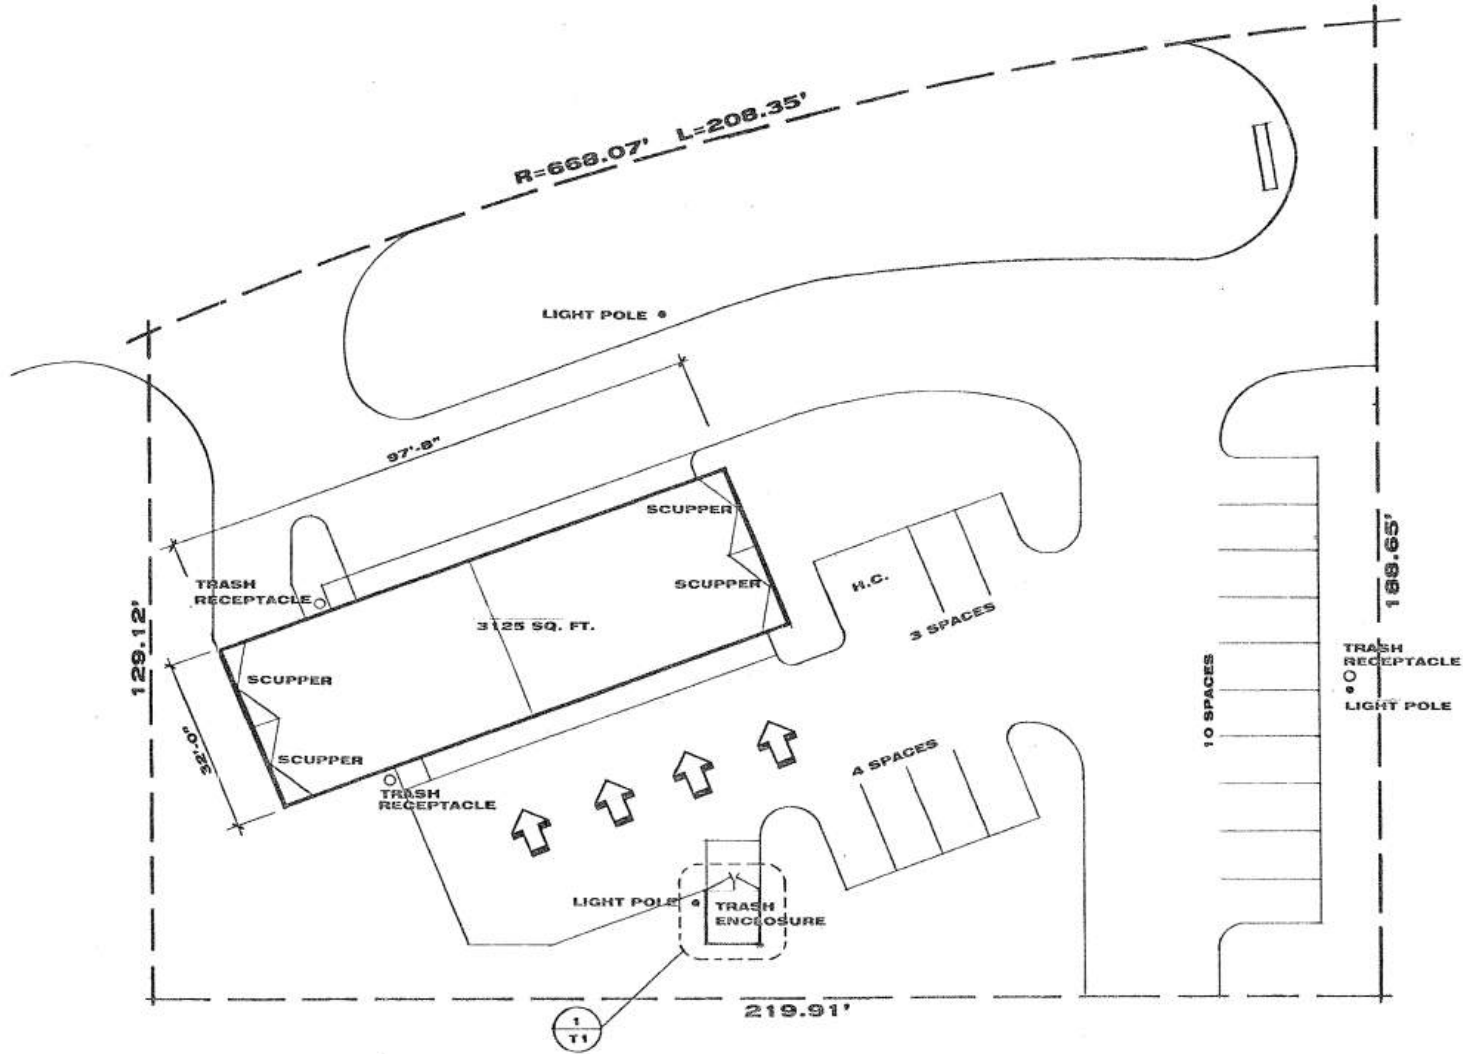 R=668.07' L=208.35'
LIGHT POLE
97'-8"
SCUPPER
SCUPPER
H.C.
3 SPACES
TRASH
RECEPTACLE
3125 SQ. FT.
129.12'
188.65'
SCUPPER
SCUPPER
32'-0"
TRASH
RECEPTACLE
4 SPACES
10 SPACES
TRASH
RECEPTACLE
LIGHT POLE
LIGHT POLE
TRASH
ENCLOSURE
219.91'
1
T1